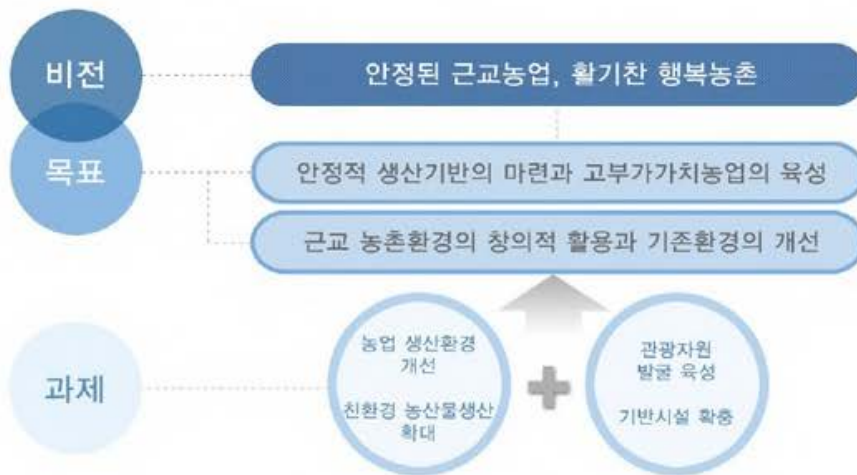 비전
안정된 근교농업, 활기찬 행복농촌
목표
안정적 생산기반의 마련과 고부가가치농업의 육성
근교 농촌환경의 창의적 활용과 기존환경의 개선
과제
농업 생산환경
개선
친환경 농산물생산
확대
관광자원
발굴 육성
기반시설 확충